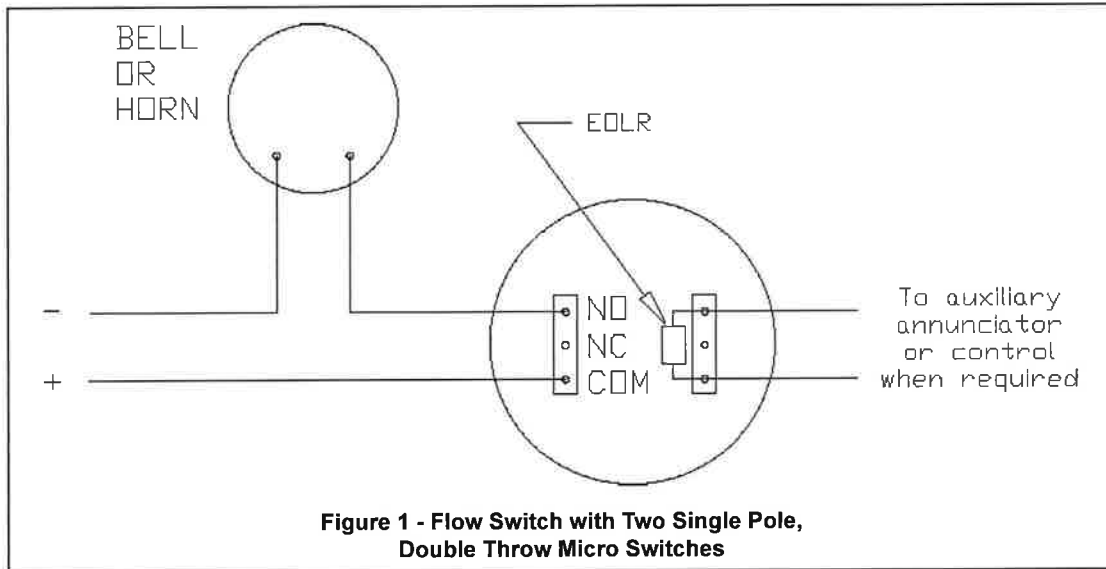 BELL
OR
HORN
EOLR
-
+
NO
NC
COM
To auxiliary
annunciator
or control
when required
Figure 1 - Flow Switch with Two Single Pole,
Double Throw Micro Switches